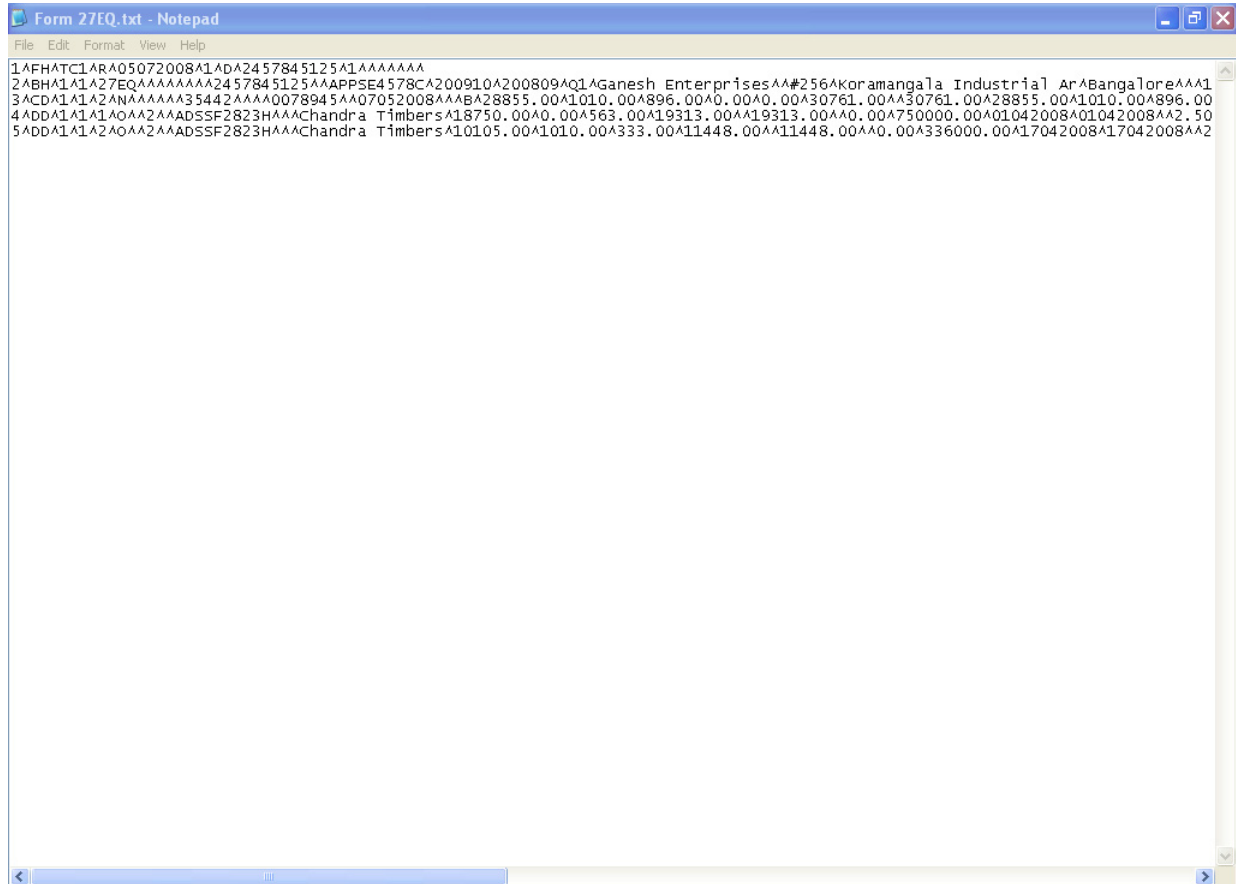 Form 27EQ.txt - Notepad
File Edit Format View Help
1^FH^TC1^R^05072008^1^D^2457845125^1^^^^^^^
2^BH^1^1^27EQ^^^^^^^^2457845125^^APPSE4578C^200910^200809^Q1^Ganesh Enterprises^^#256^Koramangala Industrial Ar^Bangalore^^^1
3^CD^1^1^2^N^^^^^^35442^^^^0078945^^07052008^^^B^28855.00^1010.00^896.00^0.00^0.00^30761.00^^30761.00^28855.00^1010.00^896.00
4^DD^1^1^1^O^^2^^ADSSF2823H^^^Chandra Timbers^18750.00^0.00^563.00^19313.00^^19313.00^^0.00^750000.00^01042008^01042008^^2.50
5^DD^1^1^2^O^^2^^ADSSF2823H^^^Chandra Timbers^10105.00^1010.00^333.00^11448.00^^11448.00^^0.00^336000.00^17042008^17042008^^2